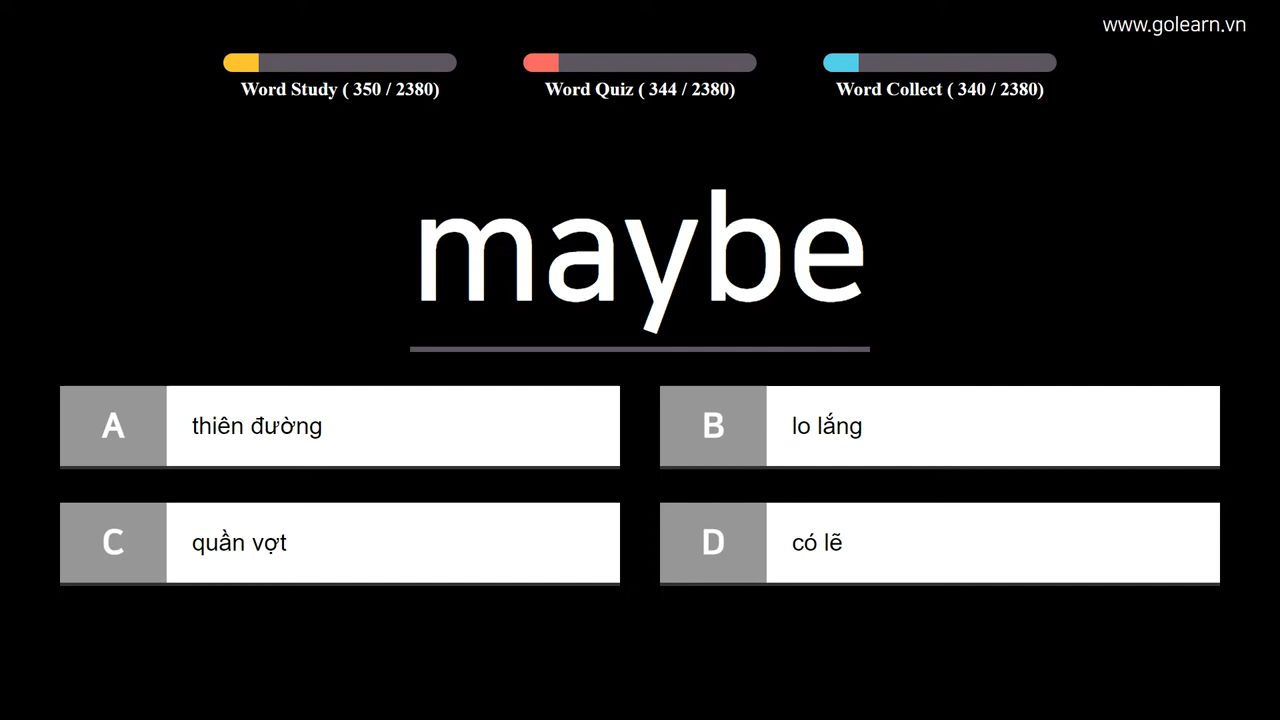 www.golearn.vn
Word Study ( 350 / 2380)
Word Quiz ( 344 / 2380)
Word Collect ( 340 / 2380)
maybe
A thiên đường
B lo lắng
C quần vợt
D có lẽ